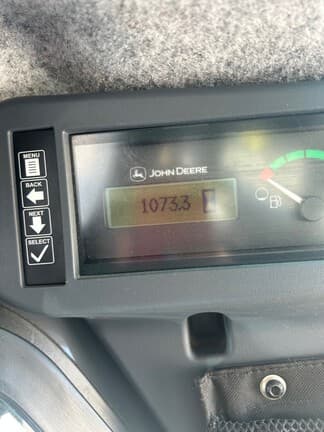 MENU
BACK
NEXT
SELECT
JOHN DEERE
1073.3